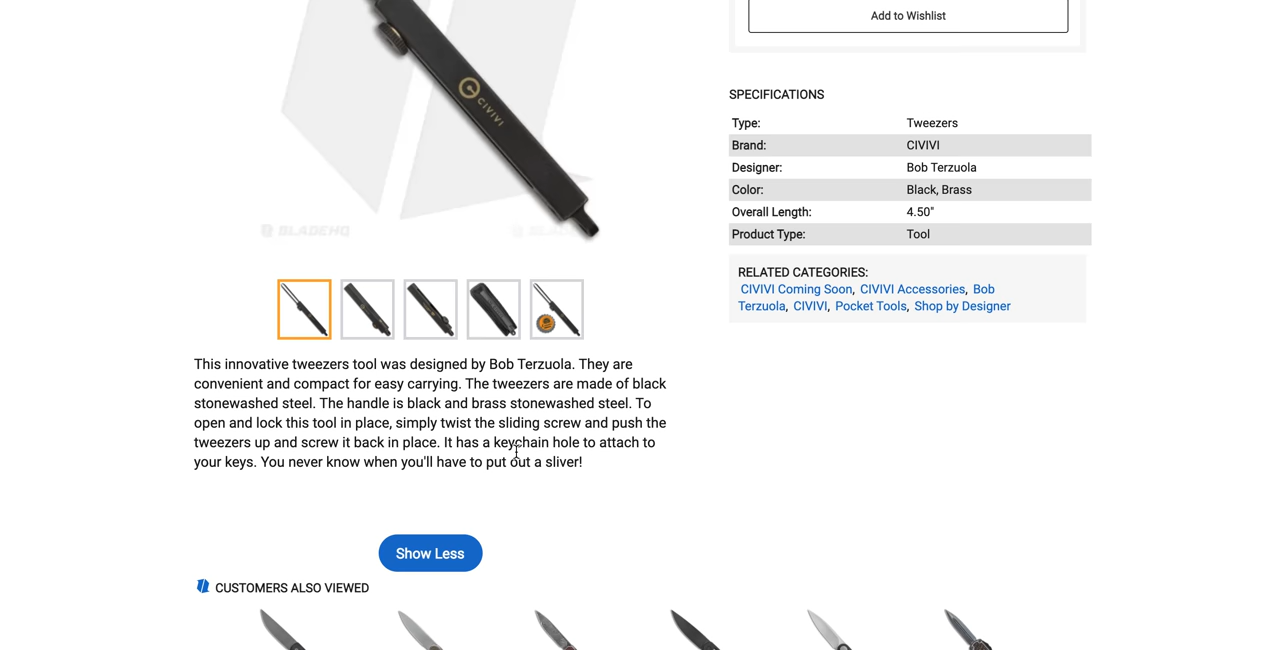 Add to Wishlist
CIVIVI
BLADEHQ
SPECIFICATIONS
Type: Tweezers
Brand: CIVIVI
Designer: Bob Terzuola
Color: Black, Brass
Overall Length: 4.50"
Product Type: Tool
RELATED CATEGORIES:
CIVIVI Coming Soon, CIVIVI Accessories, Bob
Terzuola, CIVIVI, Pocket Tools, Shop by Designer
This innovative tweezers tool was designed by Bob Terzuola. They are
convenient and compact for easy carrying. The tweezers are made of black
stonewashed steel. The handle is black and brass stonewashed steel. To
open and lock this tool in place, simply twist the sliding screw and push the
tweezers up and screw it back in place. It has a keychain hole to attach to
your keys. You never know when you'll have to put out a sliver!
Show Less
CUSTOMERS ALSO VIEWED